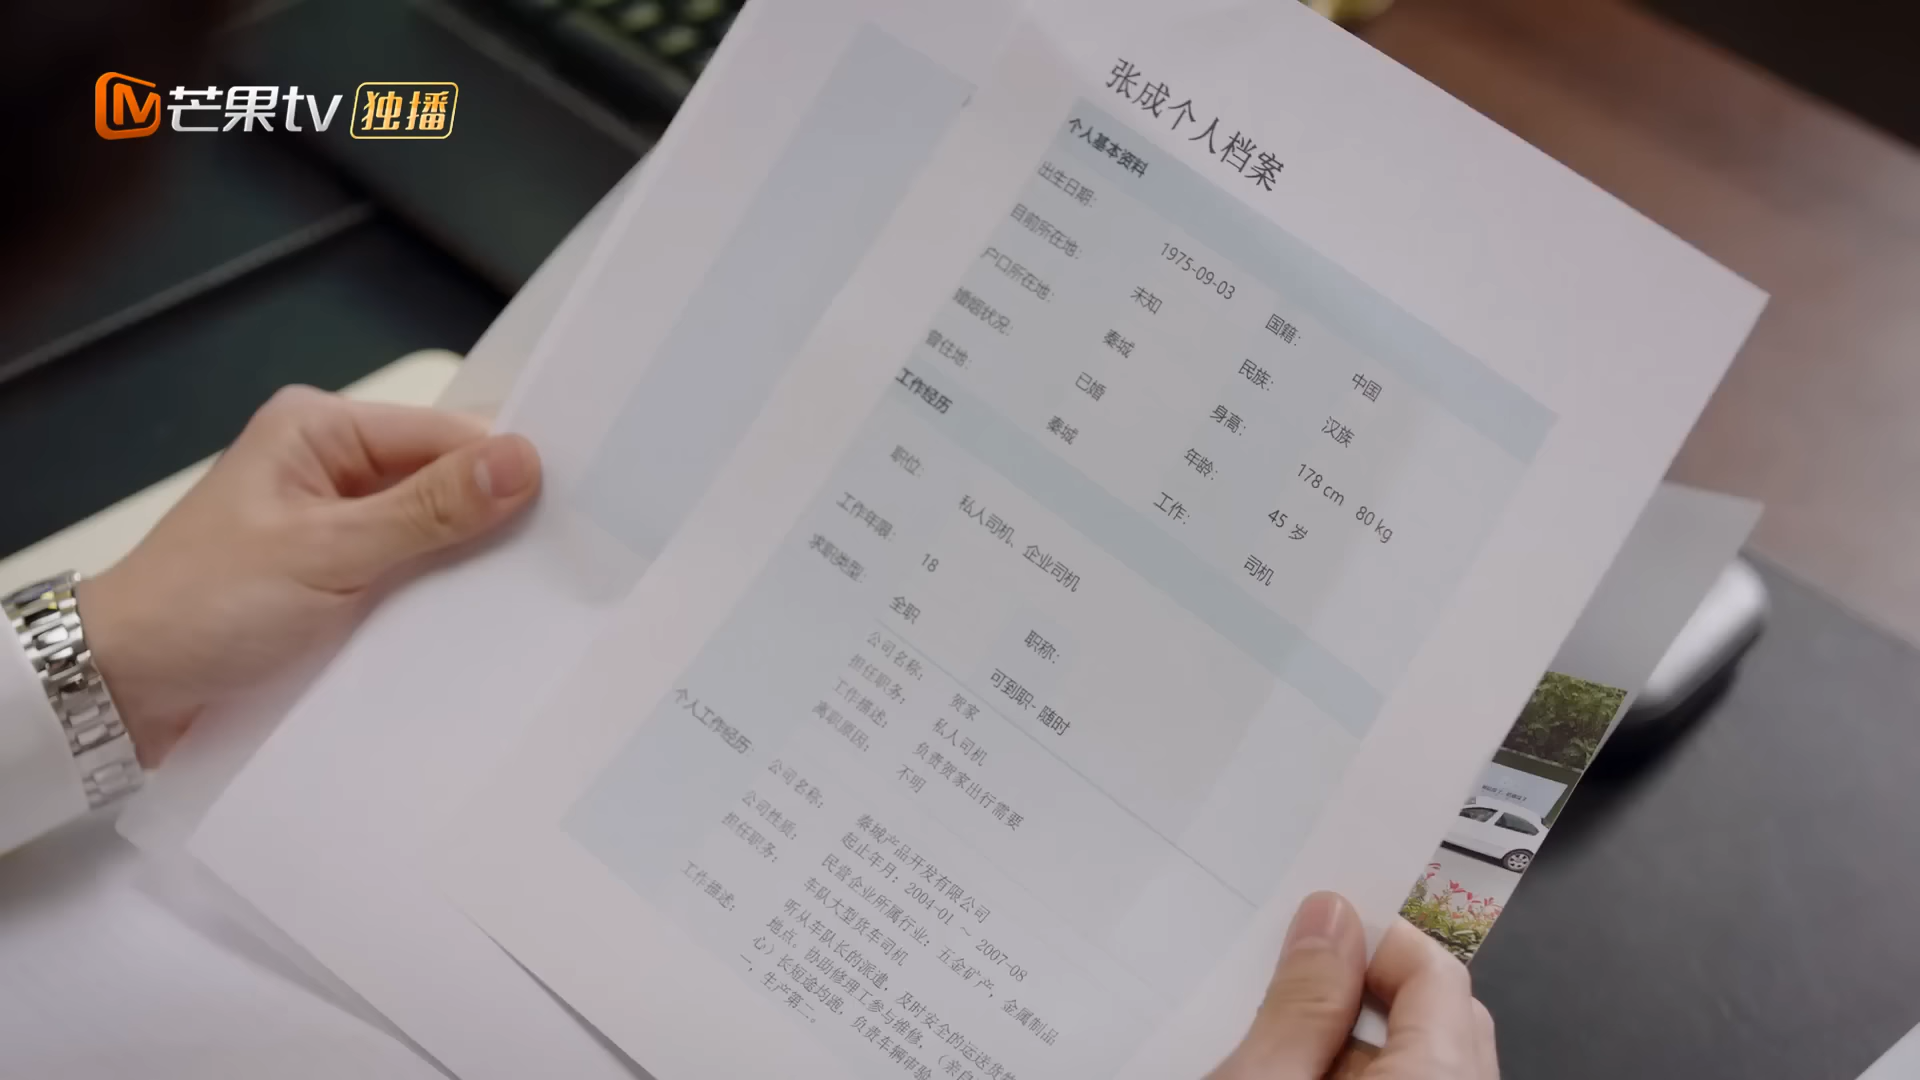 芒果tv 独播
张成个人档案
个人基本资料
出生日期: 1975-09-03 国籍: 中国
目前所在地: 未知 民族: 汉族
户口所在地: 秦城 身高: 178 cm 80 kg
婚姻状况: 已婚 年龄: 45 岁
曾住地: 秦城 工作: 司机
工作经历
职位: 私人司机、企业司机
工作年限: 18 职称:
求职类型: 全职 可到职- 随时
个人工作经历:
公司名称: 贺家
担任职务: 私人司机
工作描述: 负责贺家出行需要
离职原因: 不明
公司名称: 秦城产品开发有限公司
起止年月: 2004-01 ~ 2007-08
公司性质: 民营企业所属行业: 五金矿产, 金属制品
担任职务: 车队大型货车司机
工作描述: 听从车队长的派遣, 及时安全的运送货物
地点。协助修理工参与维修, (亲自
心) 长短途均跑, 负责车辆审验
一, 生产第二。